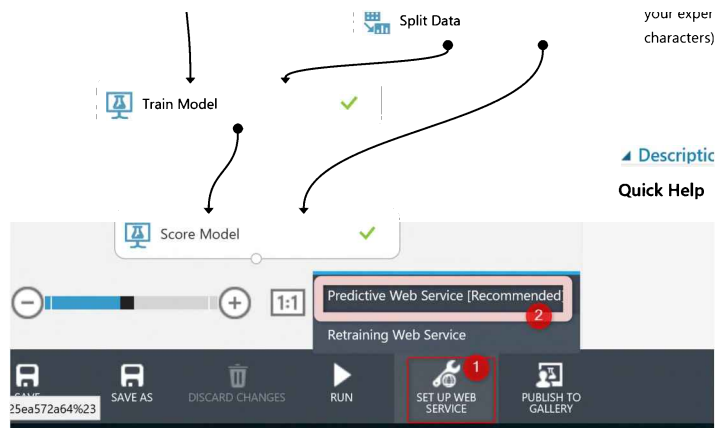 Split Data
your exper
characters)
Train Model
Descriptic
Quick Help
Score Model
1:1
Predictive Web Service [Recommended]
2
Retraining Web Service
1
SAVE
SAVE AS
DISCARD CHANGES
RUN
SET UP WEB
SERVICE
PUBLISH TO
GALLERY
25ea572a64%23